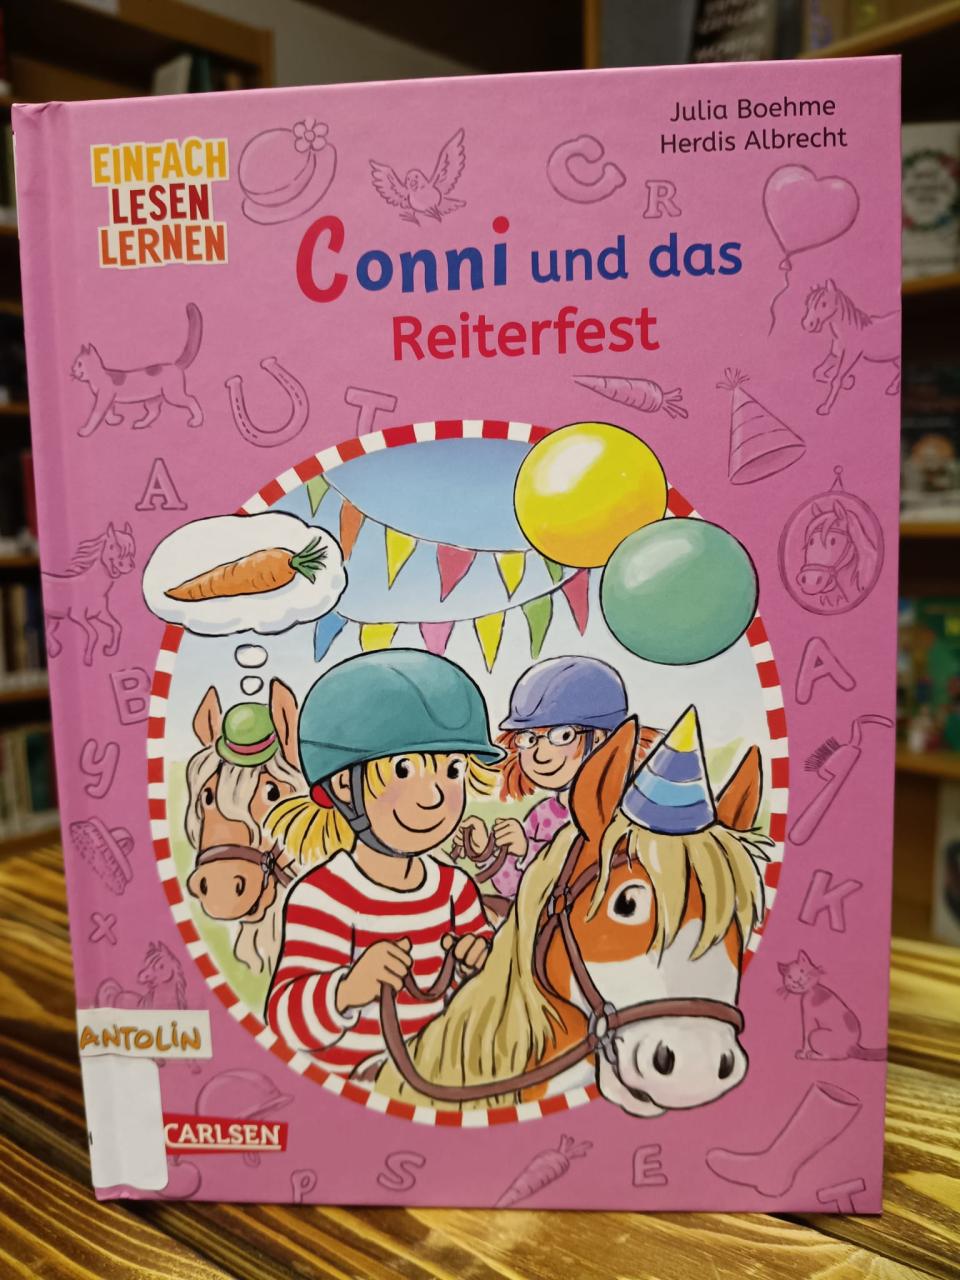 Julia Boehme
Herdis Albrecht
EINFACH
LESEN
LERNEN
Conni und das
Reiterfest
C
R
U
T
A
B
A
y
x
K
ANTOLIN
CARLSEN
P
S
E
T